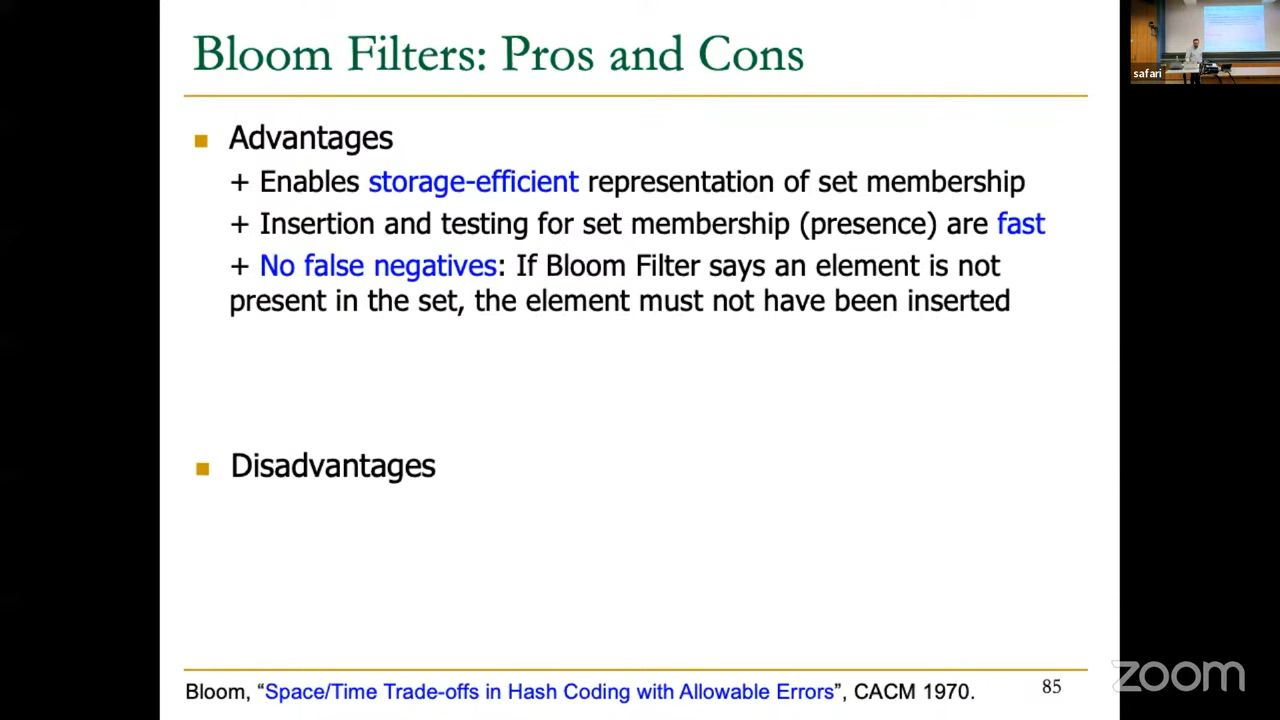 Bloom Filters: Pros and Cons
safari
Advantages
+ Enables storage-efficient representation of set membership
+ Insertion and testing for set membership (presence) are fast
+ No false negatives: If Bloom Filter says an element is not
present in the set, the element must not have been inserted
Disadvantages
Bloom, “Space/Time Trade-offs in Hash Coding with Allowable Errors”, CACM 1970.
85
zoom